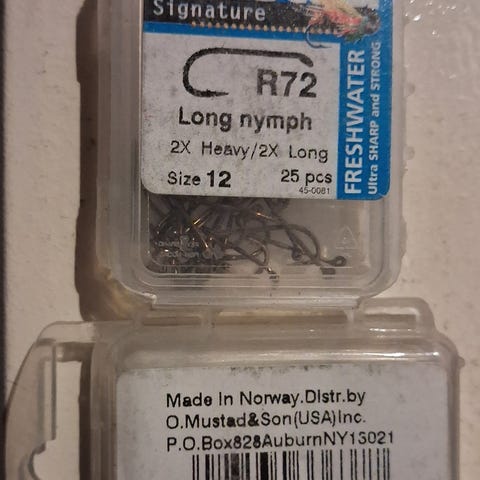 Signature
R72
Long nymph
2X Heavy/2X Long
Size 12 25 pcs
45-0081
FRESHWATER
Ultra SHARP and STRONG
Made In Norway.Distr.by
O.Mustad&Son(USA)Inc.
P.O.Box828AuburnNY13021